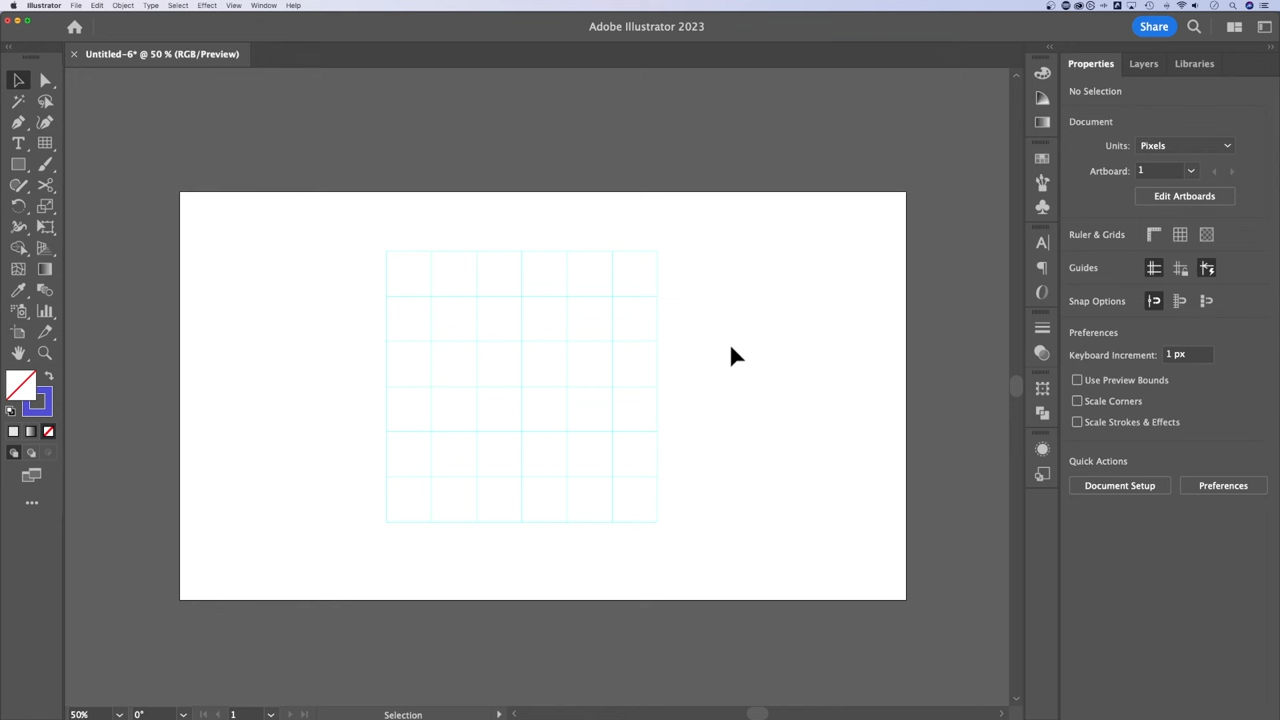 Illustrator File Edit Object Type Select Effect View Window Help
Adobe Illustrator 2023
Share
Untitled-6* @ 50 % (RGB/Preview)
Properties Layers Libraries
No Selection
Document
Units: Pixels
Artboard: 1
Edit Artboards
Ruler & Grids
Guides
Snap Options
Preferences
Keyboard Increment: 1 px
Use Preview Bounds
Scale Corners
Scale Strokes & Effects
Quick Actions
Document Setup Preferences
50% 0° 1 Selection